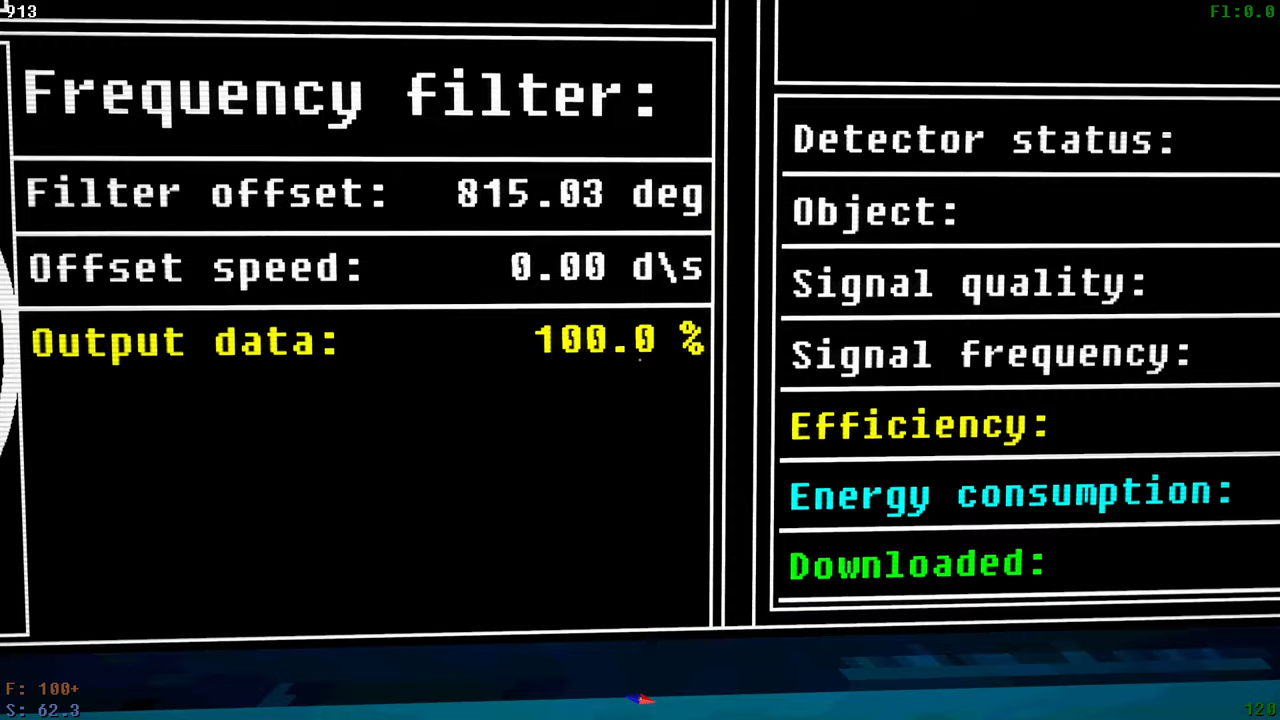 913
Fl:0.0
Frequency filter:
Filter offset: 815.03 deg
Offset speed: 0.00 d\s
Output data: 100.0 %
Detector status:
Object:
Signal quality:
Signal frequency:
Efficiency:
Energy consumption:
Downloaded:
F: 100+
S: 62.3
120